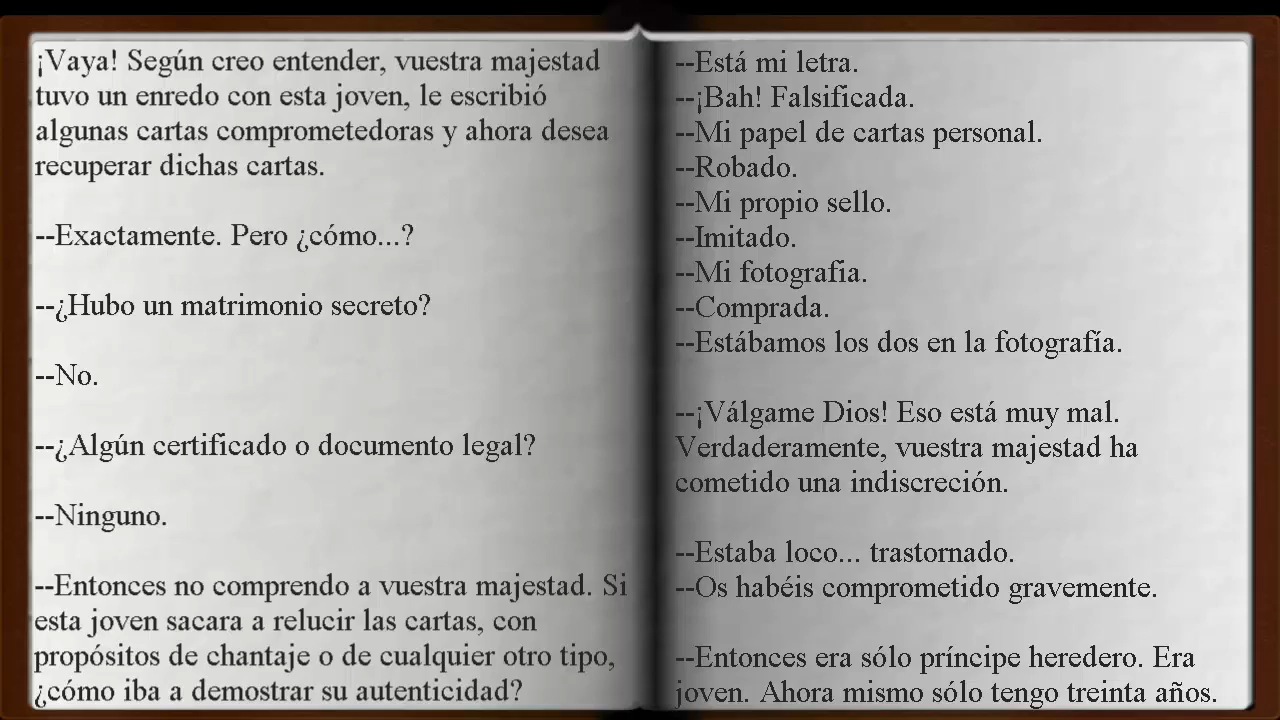 ¡Vaya! Según creo entender, vuestra majestad
tuvo un enredo con esta joven, le escribió
algunas cartas comprometedoras y ahora desea
recuperar dichas cartas.
--Exactamente. Pero ¿cómo...?
--¿Hubo un matrimonio secreto?
--No.
--¿Algún certificado o documento legal?
--Ninguno.
--Entonces no comprendo a vuestra majestad. Si
esta joven sacara a relucir las cartas, con
propósitos de chantaje o de cualquier otro tipo,
¿cómo iba a demostrar su autenticidad?
--Está mi letra.
--¡Bah! Falsificada.
--Mi papel de cartas personal.
--Robado.
--Mi propio sello.
--Imitado.
--Mi fotografia.
--Comprada.
--Estábamos los dos en la fotografía.
--¡Válgame Dios! Eso está muy mal.
Verdaderamente, vuestra majestad ha
cometido una indiscreción.
--Estaba loco... trastornado.
--Os habéis comprometido gravemente.
--Entonces era sólo príncipe heredero. Era
joven. Ahora mismo sólo tengo treinta años.